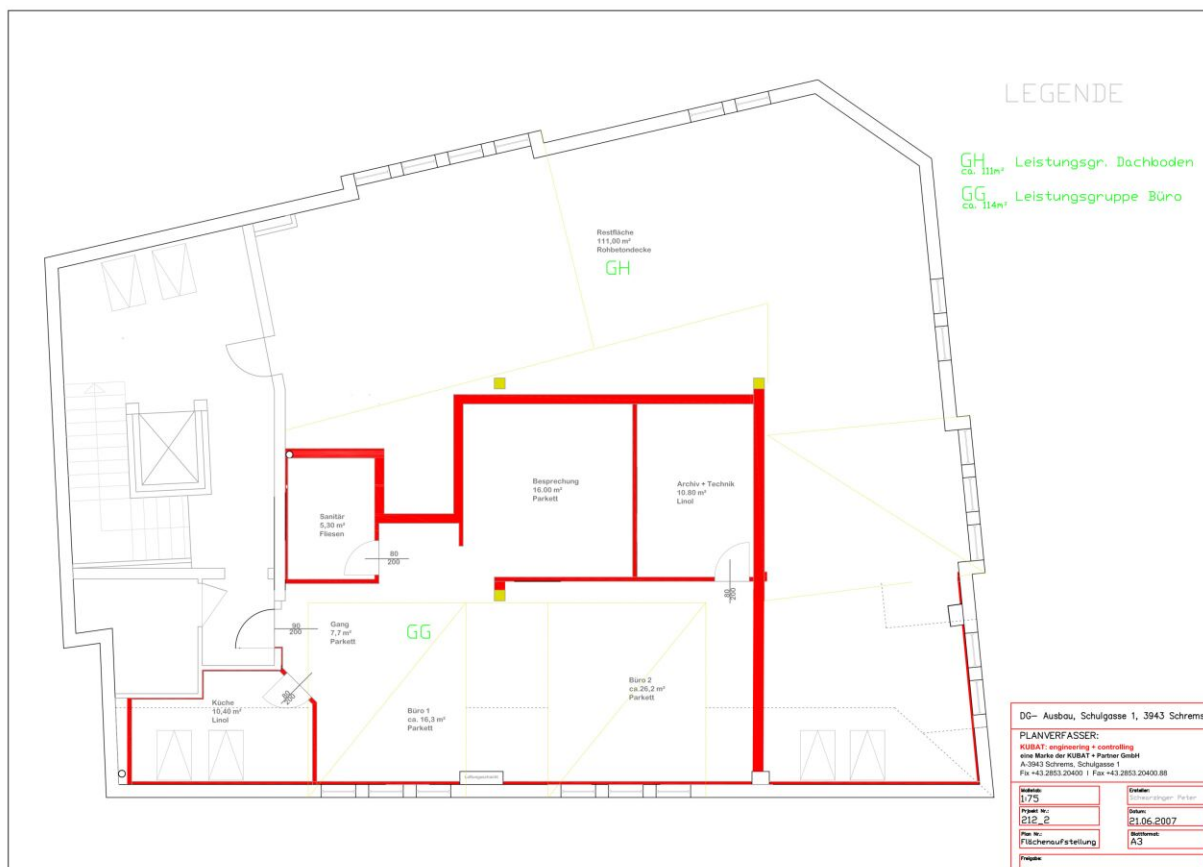 LEGENDE
GH Leistungsgr. Dachboden
ca. 111m²
GG Leistungsgruppe Büro
ca. 114m²
Restfläche
111,00 m²
Rohbetondecke
GH
Besprechung
16.00 m²
Parkett
Archiv + Technik
10.80 m²
Linol
Sanitär
5,30 m²
Fliesen
80
200
80
200
90
200
Gang
7,7 m²
Parkett
GG
80
200
Küche
10,40 m²
Linol
Büro 1
ca. 16,3 m²
Parkett
Büro 2
ca.26,2 m²
Parkett
DG- Ausbau, Schulgasse 1, 3943 Schrems
PLANVERFASSER:
KUBAT: engineering + controlling
eine Marke der KUBAT + Partner GmbH
A-3943 Schrems, Schulgasse 1
Fix +43.2853.20400 | Fax +43.2853.20400.88
Maßstab:
1:75
Ersteller:
Schwarzinger Peter
Projekt Nr.:
212_2
Datum:
21.06.2007
Plan Nr.:
Flächenaufstellung
Blattformat:
A3
Freigabe: